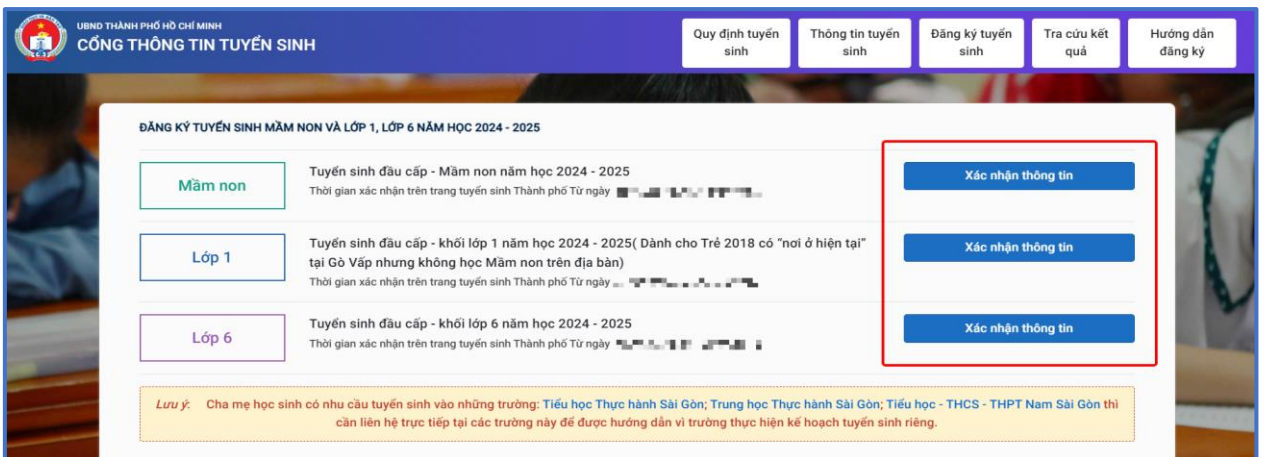 UBND THÀNH PHỐ HỒ CHÍ MINH
CỔNG THÔNG TIN TUYỂN SINH
Quy định tuyển
sinh
Thông tin tuyển
sinh
Đăng ký tuyển
sinh
Tra cứu kết
quả
Hướng dẫn
đăng ký
ĐĂNG KÝ TUYỂN SINH MẦM NON VÀ LỚP 1, LỚP 6 NĂM HỌC 2024 - 2025
Mầm non
Tuyển sinh đầu cấp - Mầm non năm học 2024 - 2025
Thời gian xác nhận trên trang tuyển sinh Thành phố Từ ngày
Xác nhận thông tin
Lớp 1
Tuyển sinh đầu cấp - khối lớp 1 năm học 2024 - 2025( Dành cho Trẻ 2018 có “nơi ở hiện tại”
tại Gò Vấp nhưng không học Mầm non trên địa bàn)
Thời gian xác nhận trên trang tuyển sinh Thành phố Từ ngày
Xác nhận thông tin
Lớp 6
Tuyển sinh đầu cấp - khối lớp 6 năm học 2024 - 2025
Thời gian xác nhận trên trang tuyển sinh Thành phố Từ ngày
Xác nhận thông tin
Lưu ý: Cha mẹ học sinh có nhu cầu tuyển sinh vào những trường: Tiểu học Thực hành Sài Gòn; Trung học Thực hành Sài Gòn; Tiểu học - THCS - THPT Nam Sài Gòn thì
cần liên hệ trực tiếp tại các trường này để được hướng dẫn vì trường thực hiện kế hoạch tuyển sinh riêng.